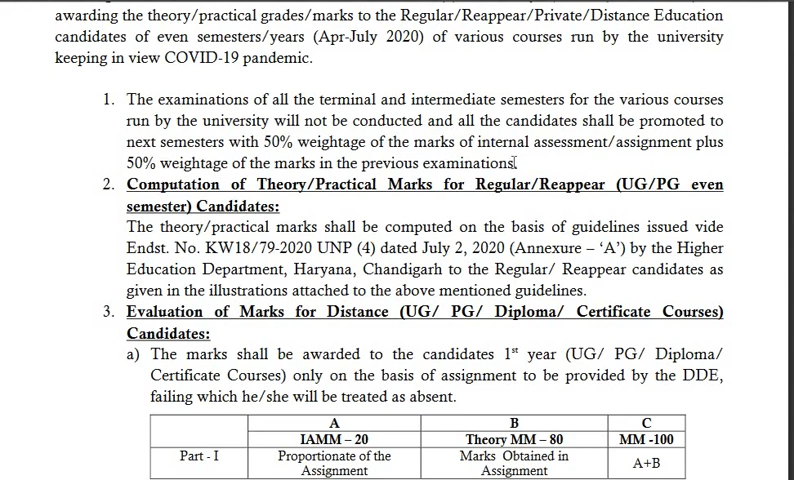 awarding the theory/practical grades/marks to the Regular/Reappear/Private/Distance Education
candidates of even semesters/years (Apr-July 2020) of various courses run by the university
keeping in view COVID-19 pandemic.
1. The examinations of all the terminal and intermediate semesters for the various courses
run by the university will not be conducted and all the candidates shall be promoted to
next semesters with 50% weightage of the marks of internal assessment/assignment plus
50% weightage of the marks in the previous examinations
2. Computation of Theory/Practical Marks for Regular/Reappear (UG/PG even
semester) Candidates:
The theory/practical marks shall be computed on the basis of guidelines issued vide
Endst. No. KW18/79-2020 UNP (4) dated July 2, 2020 (Annexure – ‘A’) by the Higher
Education Department, Haryana, Chandigarh to the Regular/ Reappear candidates as
given in the illustrations attached to the above mentioned guidelines.
3. Evaluation of Marks for Distance (UG/ PG/ Diploma/ Certificate Courses)
Candidates:
a) The marks shall be awarded to the candidates 1st year (UG/ PG/ Diploma/
Certificate Courses) only on the basis of assignment to be provided by the DDE,
failing which he/she will be treated as absent.
A B C
IAMM – 20 Theory MM – 80 MM -100
Part - I Proportionate of the Assignment Marks Obtained in Assignment A+B